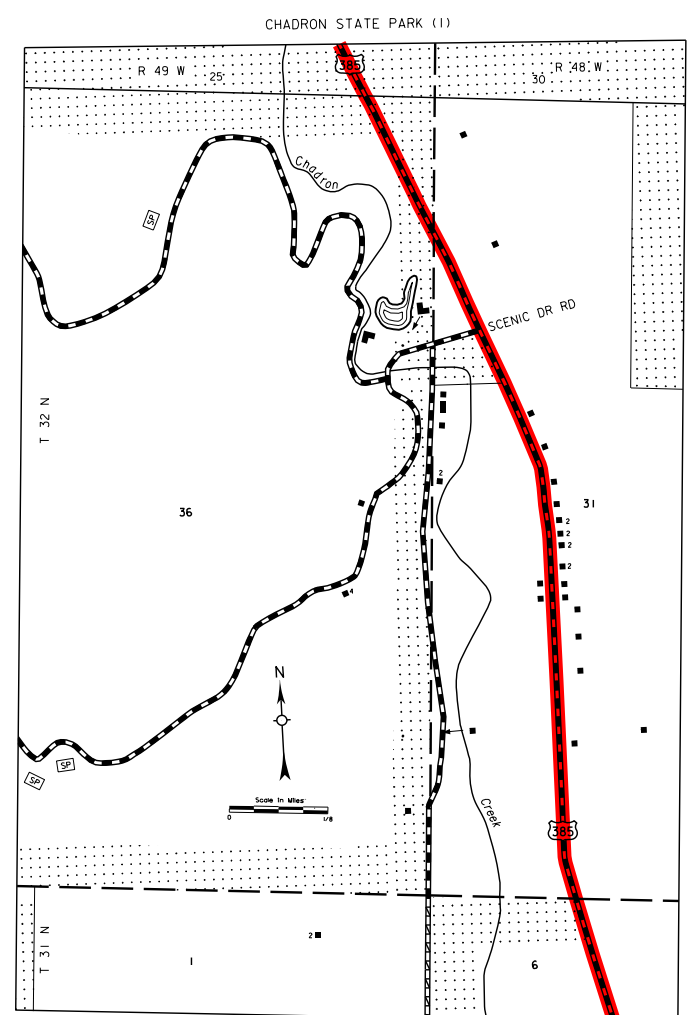 CHADRON STATE PARK (1)
385
R 49 W
25
R 48 W
30
Chadron
SP
SCENIC DR RD
T 32 N
2
31
36
2
2
2
2
4
N
SP
SP
Scale in Miles
0
1/8
Creek
385
T 31 N
2
1
6